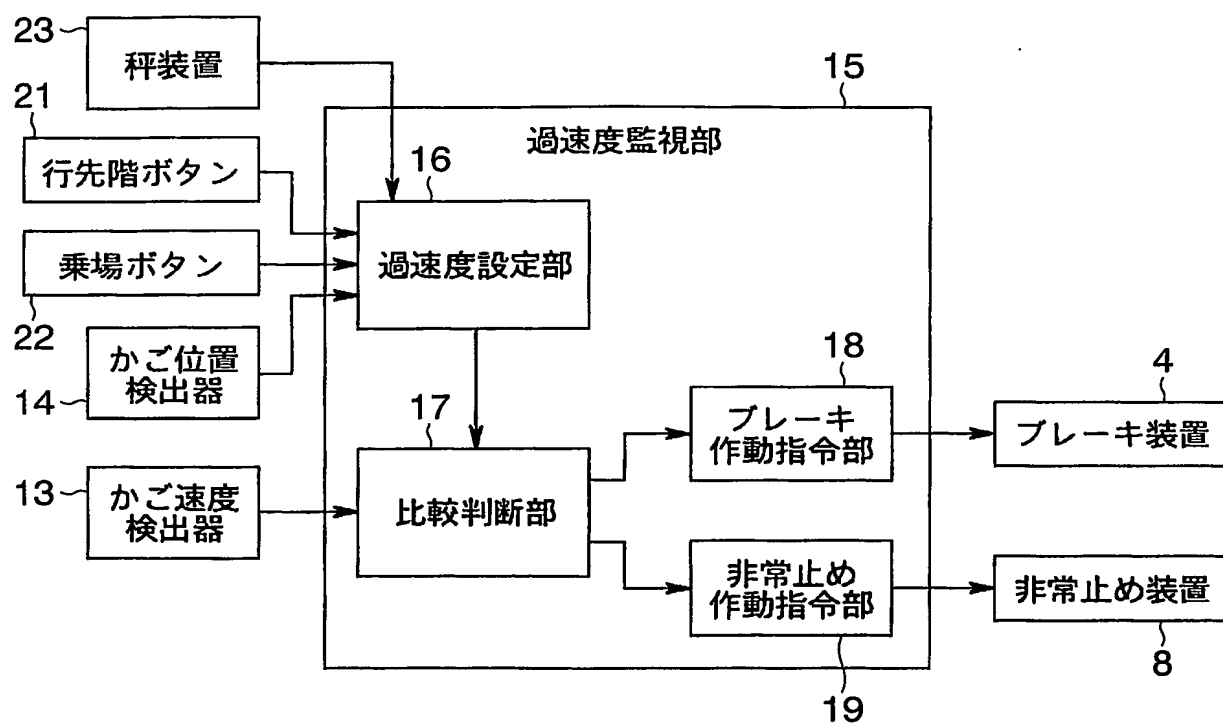 23
秤装置
21
行先階ボタン
乗場ボタン
22
かご位置
検出器
14
13
かご速度
検出器
15
過速度監視部
16
過速度設定部
17
比較判断部
18
ブレーキ
作動指令部
非常止め
作動指令部
19
4
ブレーキ装置
非常止め装置
8